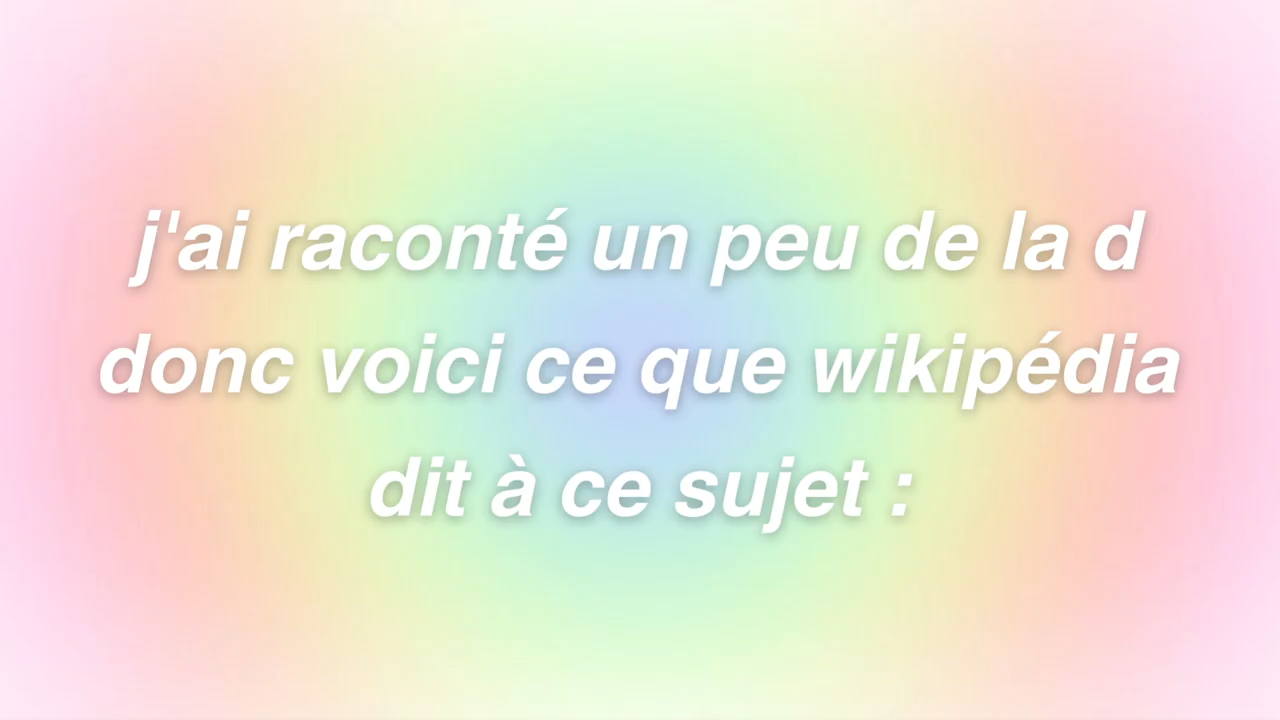 j'ai raconté un peu de la d
donc voici ce que wikipédia
dit à ce sujet :